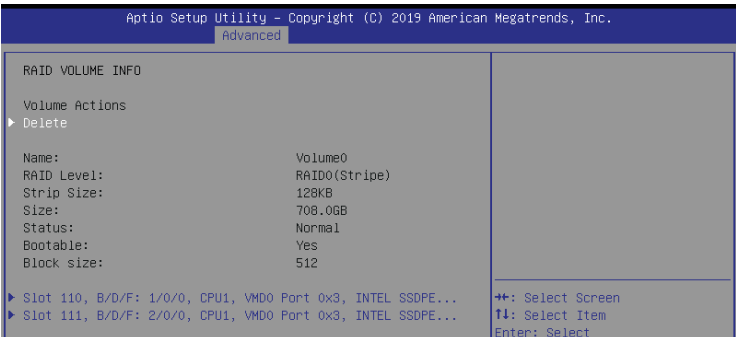 Aptio Setup Utility – Copyright (C) 2019 American Megatrends, Inc.
Advanced
RAID VOLUME INFO
Volume Actions
Delete
Name: Volume0
RAID Level: RAID0(Stripe)
Strip Size: 128KB
Size: 708.0GB
Status: Normal
Bootable: Yes
Block size: 512
Slot 110, B/D/F: 1/0/0, CPU1, VMD0 Port 0x3, INTEL SSDPE...
Slot 111, B/D/F: 2/0/0, CPU1, VMD0 Port 0x3, INTEL SSDPE...
→←: Select Screen
↑↓: Select Item
Enter: Select